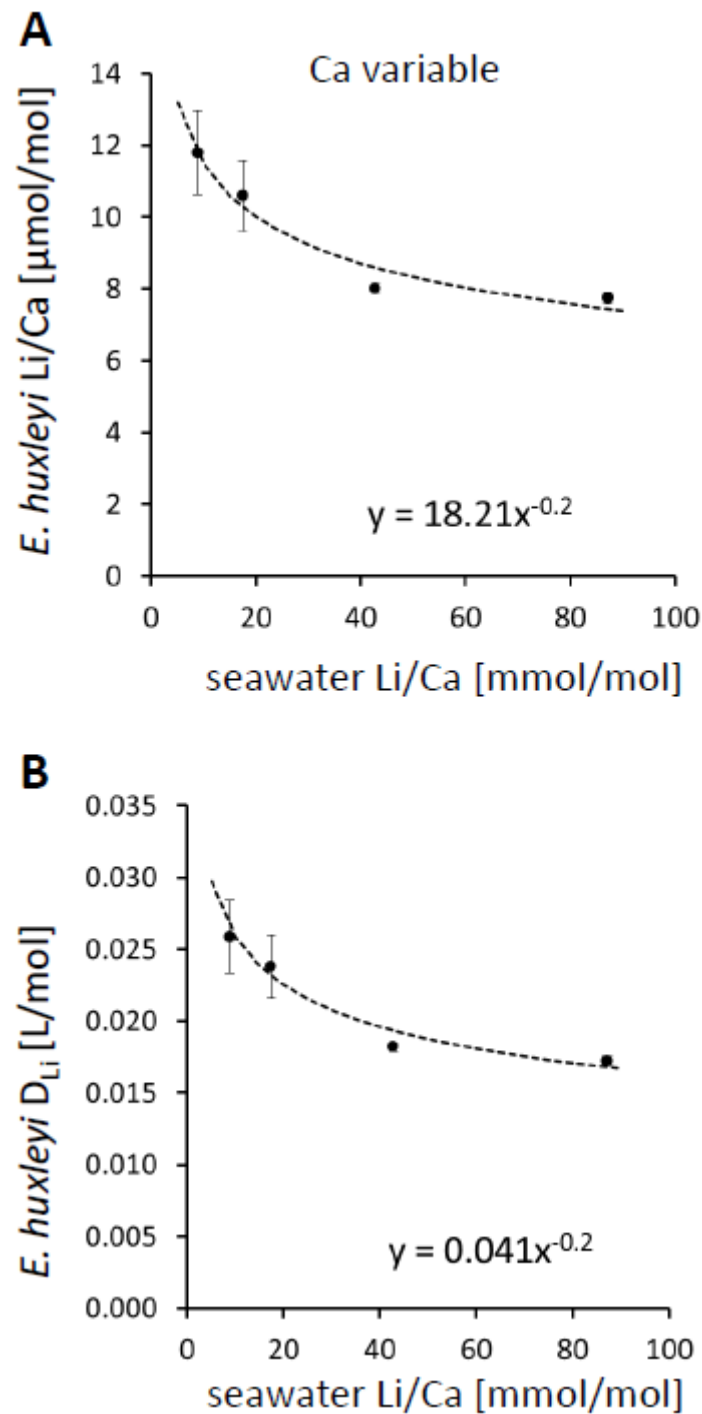 A
Ca variable
E. huxleyi Li/Ca [µmol/mol]
14
12
10
8
6
4
2
0
y = 18.21x^-0.2
0 20 40 60 80 100
seawater Li/Ca [mmol/mol]
B
E. huxleyi D_Li [L/mol]
0.035
0.030
0.025
0.020
0.015
0.010
0.005
0.000
y = 0.041x^-0.2
0 20 40 60 80 100
seawater Li/Ca [mmol/mol]